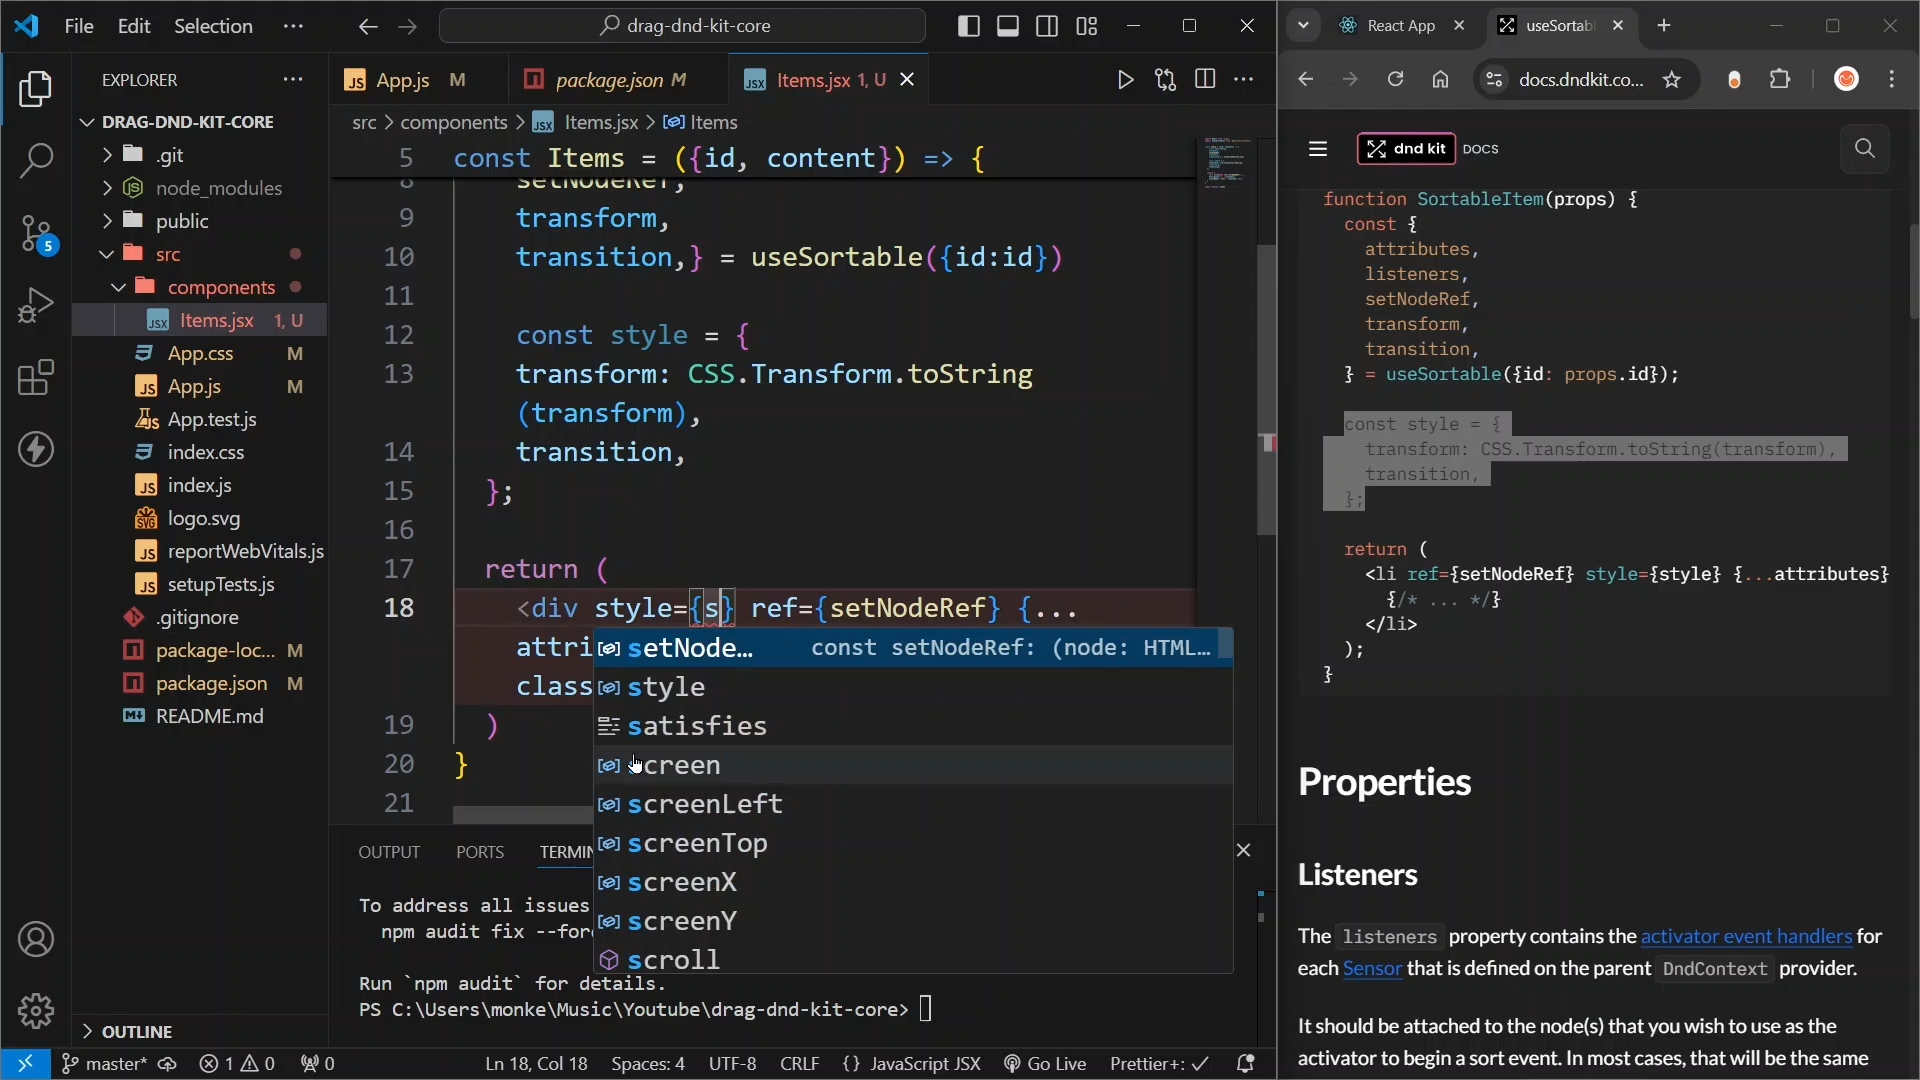 File Edit Selection ···
drag-dnd-kit-core
EXPLORER
DRAG-DND-KIT-CORE
.git
node_modules
public
src
components
Items.jsx 1, U
App.css M
App.js M
App.test.js
index.css
index.js
logo.svg
reportWebVitals.js
setupTests.js
.gitignore
package-loc... M
package.json M
README.md
OUTLINE
App.js M
package.json M
Items.jsx 1, U
src > components > Items.jsx > Items
5 const Items = ({id, content}) => {
8 setNodeRef,
9 transform,
10 transition,} = useSortable({id:id})
11
12 const style = {
13 transform: CSS.Transform.toString
(transform),
14 transition,
15 };
16
17 return (
18 <div style={s} ref={setNodeRef} {...
attri
class
19 )
20 }
21
setNode... const setNodeRef: (node: HTML...
style
satisfies
screen
screenLeft
screenTop
screenX
screenY
scroll
OUTPUT PORTS TERMIN
To address all issues
npm audit fix --for
Run `npm audit` for details.
PS C:\Users\monke\Music\Youtube\drag-dnd-kit-core>
master* 1 0 0 Ln 18, Col 18 Spaces: 4 UTF-8 CRLF {} JavaScript JSX Go Live Prettier+:
5
React App
useSortab
docs.dndkit.co...
dnd kit DOCS
function SortableItem(props) {
const {
attributes,
listeners,
setNodeRef,
transform,
transition,
} = useSortable({id: props.id});
const style = {
transform: CSS.Transform.toString(transform),
transition,
};
return (
<li ref={setNodeRef} style={style} {...attributes}
{/* ... */}
</li>
);
}
Properties
Listeners
The listeners property contains the activator event handlers for
each Sensor that is defined on the parent DndContext provider.
It should be attached to the node(s) that you wish to use as the
activator to begin a sort event. In most cases, that will be the same